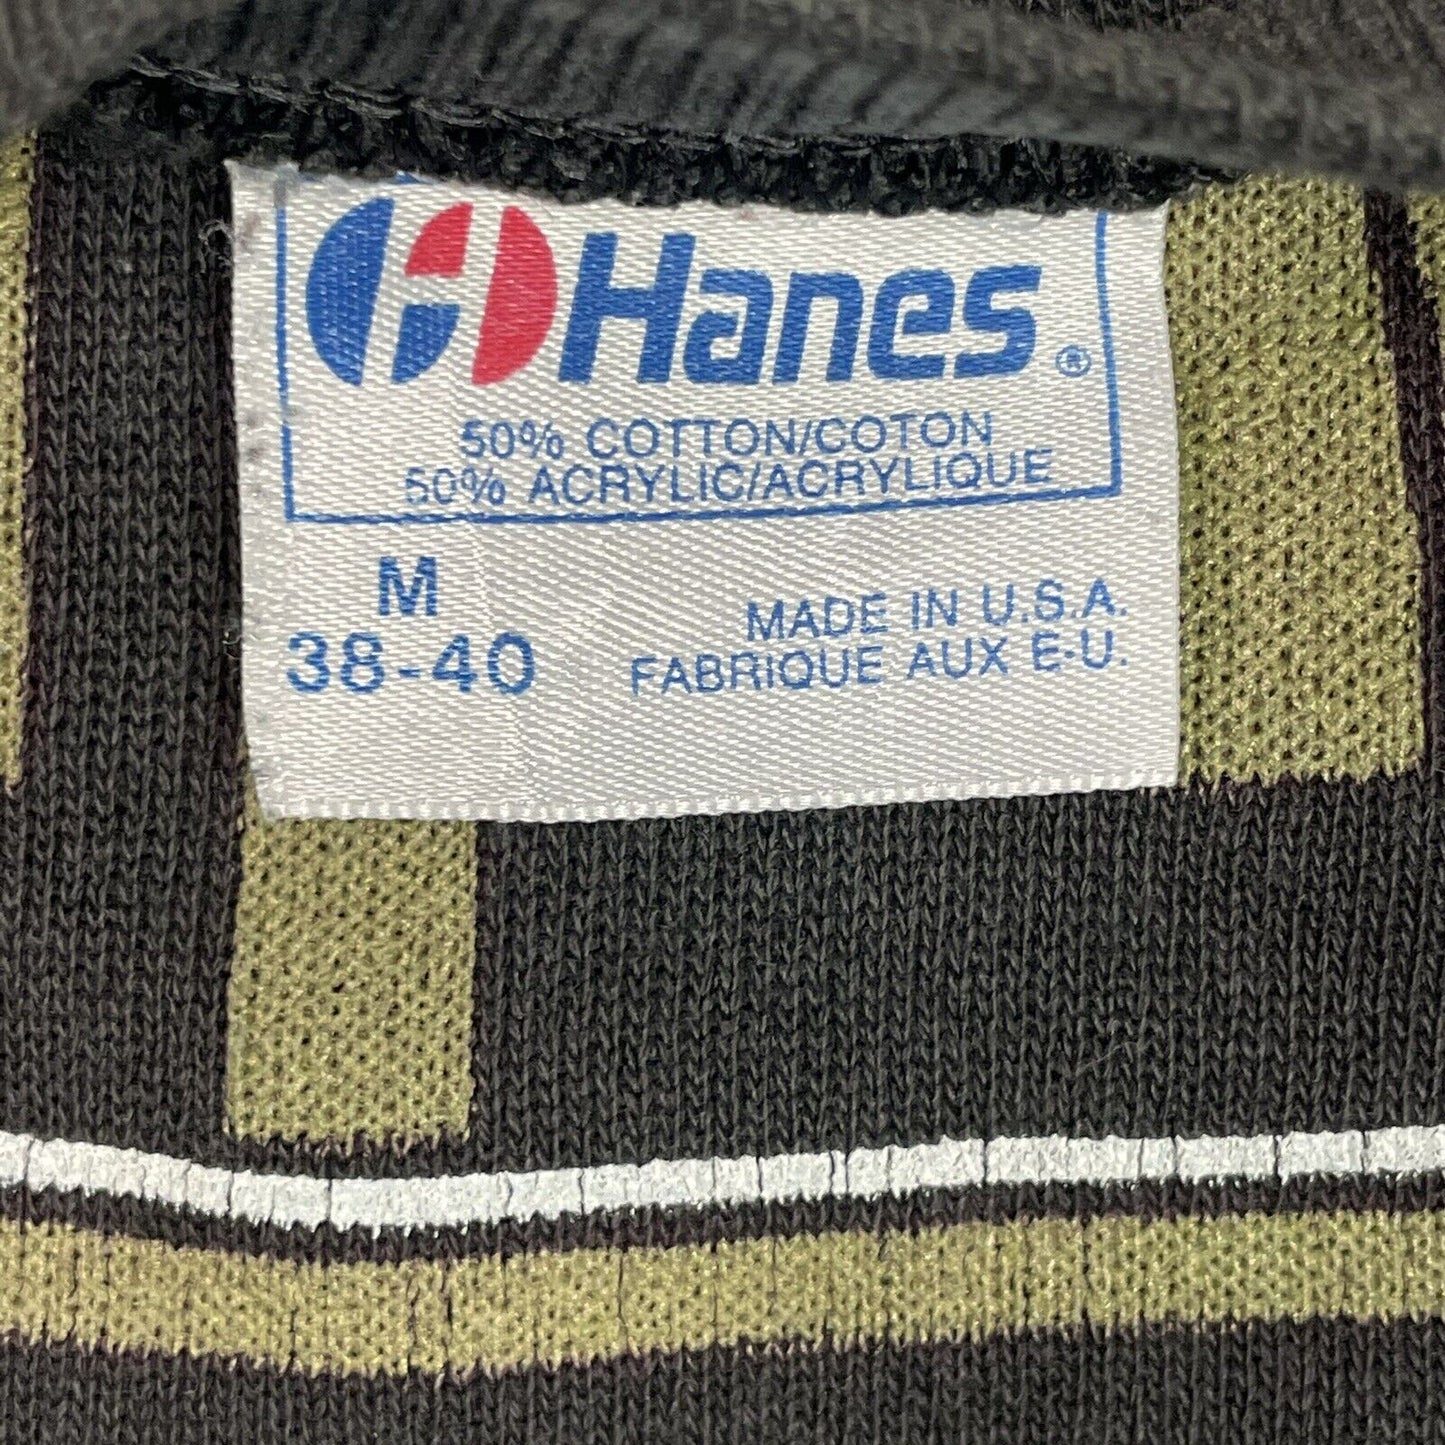 Hanes ®
50% COTTON/COTON
50% ACRYLIC/ACRYLIQUE
M
38-40
MADE IN U.S.A.
FABRIQUE AUX E-U.